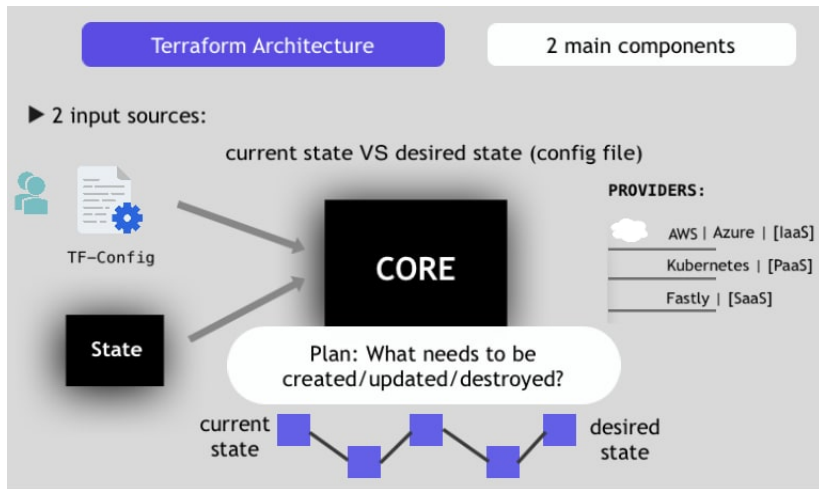 Terraform Architecture
2 main components
▶ 2 input sources:
current state VS desired state (config file)
TF-Config
State
CORE
PROVIDERS:
AWS | Azure | [IaaS]
Kubernetes | [PaaS]
Fastly | [SaaS]
Plan: What needs to be
created/updated/destroyed?
current
state
desired
state